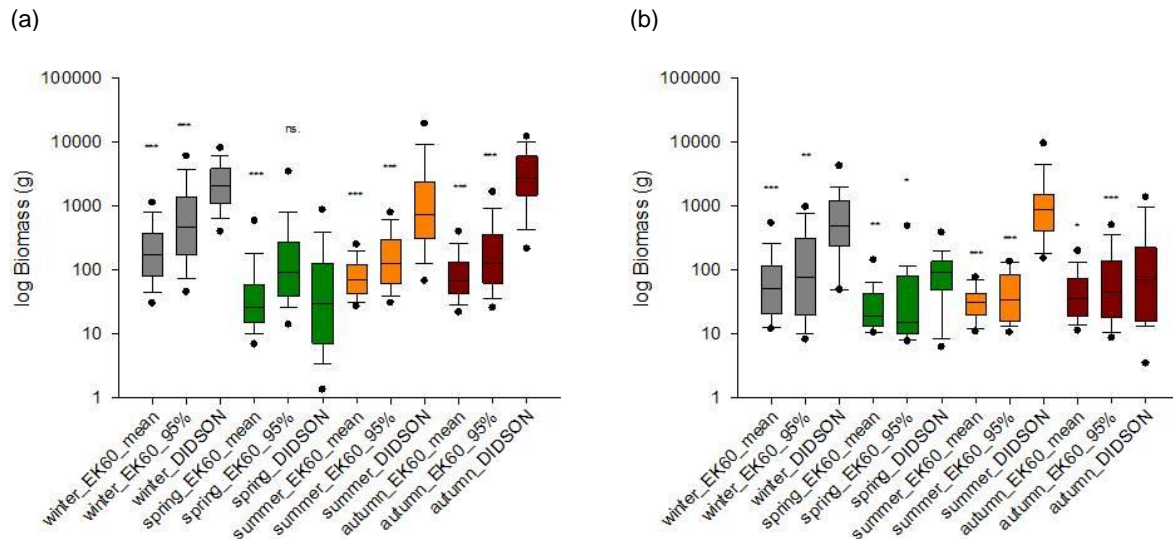 (a)
(b)
100000
10000
1000
100
10
1
log Biomass (g)
*** *** *** ns. *** *** *** ***
winter_EK60_mean
winter_EK60_95%
winter_DIDSON
spring_EK60_mean
spring_EK60_95%
spring_DIDSON
summer_EK60_mean
summer_EK60_95%
summer_DIDSON
autumn_EK60_mean
autumn_EK60_95%
autumn_DIDSON
100000
10000
1000
100
10
1
log Biomass (g)
*** ** ** * *** *** * ***
winter_EK60_mean
winter_EK60_95%
winter_DIDSON
spring_EK60_mean
spring_EK60_95%
spring_DIDSON
summer_EK60_mean
summer_EK60_95%
summer_DIDSON
autumn_EK60_mean
autumn_EK60_95%
autumn_DIDSON